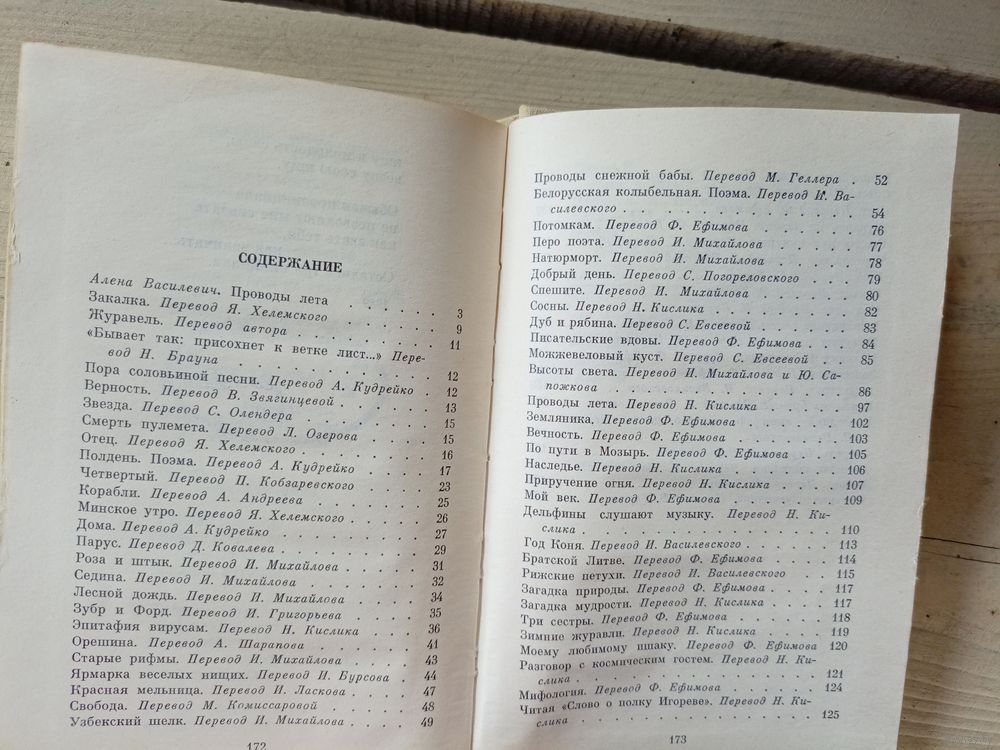 СОДЕРЖАНИЕ
Алена Василевич. Проводы лета . . . . . 3
Закалка. Перевод Я. Хелемского . . . . . 9
Журавель. Перевод автора . . . . . 11
«Бывает так: присохнет к ветке лист...» Пере-
вод Н. Брауна . . . . . 12
Пора соловьиной песни. Перевод А. Кудрейко . 12
Верность. Перевод В. Звягинцевой . . . . 13
Звезда. Перевод С. Олендера . . . . . 15
Смерть пулемета. Перевод Л. Озерова . . . 15
Отец. Перевод Я. Хелемского . . . . . 16
Полдень. Поэма. Перевод А. Кудрейко . . . 17
Четвертый. Перевод П. Кобзаревского . . . 23
Корабли. Перевод А. Андреева . . . . . 25
Минское утро. Перевод Я. Хелемского . . . 26
Дома. Перевод А. Кудрейко . . . . . 27
Парус. Перевод Д. Ковалева . . . . . 29
Роза и штык. Перевод И. Михайлова . . . . 31
Седина. Перевод И. Михайлова . . . . . 32
Лесной дождь. Перевод И. Михайлова . . . 34
Зубр и Форд. Перевод И. Григорьева . . . 35
Эпитафия вирусам. Перевод Н. Кислика . . . 36
Орешина. Перевод А. Шарапова . . . . . 41
Старые рифмы. Перевод И. Михайлова . . . 43
Ярмарка веселых нищих. Перевод И. Бурсова . 44
Красная мельница. Перевод И. Ласкова . . . 47
Свобода. Перевод М. Комиссаровой . . . . 48
Узбекский шелк. Перевод И. Михайлова . . . 49
172
Проводы снежной бабы. Перевод М. Геллера . 52
Белорусская колыбельная. Поэма. Перевод И. Ва-
силевского . . . . . 54
Потомкам. Перевод Ф. Ефимова . . . . . 76
Перо поэта. Перевод И. Михайлова . . . . 77
Натюрморт. Перевод И. Михайлова . . . . 78
Добрый день. Перевод С. Погореловского . . 79
Спешите. Перевод И. Михайлова . . . . . 80
Сосны. Перевод Н. Кислика . . . . . 82
Дуб и рябина. Перевод С. Евсеевой . . . . 83
Писательские вдовы. Перевод Ф. Ефимова . . 84
Можжевеловый куст. Перевод С. Евсеевой . . 85
Высоты света. Перевод И. Михайлова и Ю. Са-
пожкова . . . . . 86
Проводы лета. Перевод Н. Кислика . . . . 97
Земляника. Перевод Ф. Ефимова . . . . . 102
Вечность. Перевод Ф. Ефимова . . . . . 103
По пути в Мозырь. Перевод Ф. Ефимова . . . 105
Наследье. Перевод Н. Кислика . . . . . 106
Приручение огня. Перевод Н. Кислика . . . 107
Мой век. Перевод Ф. Ефимова . . . . . 109
Дельфины слушают музыку. Перевод Н. Ки-
слика . . . . . 110
Год Коня. Перевод И. Василевского . . . . 113
Братской Литве. Перевод Ф. Ефимова . . . 114
Рижские петухи. Перевод И. Василевского . . 115
Загадка природы. Перевод Ф. Ефимова . . . 117
Загадка мудрости. Перевод Н. Кислика . . . 117
Три сестры. Перевод Ф. Ефимова . . . . . 118
Зимние журавли. Перевод Н. Кислика . . . 119
Моему любимому ишаку. Перевод Ф. Ефимова 120
Разговор с космическим гостем. Перевод Н. Ки-
слика . . . . . 121
Мифология. Перевод Ф. Ефимова . . . . . 124
Читая «Слово о полку Игореве». Перевод Н. Ки-
слика . . . . . 125
173